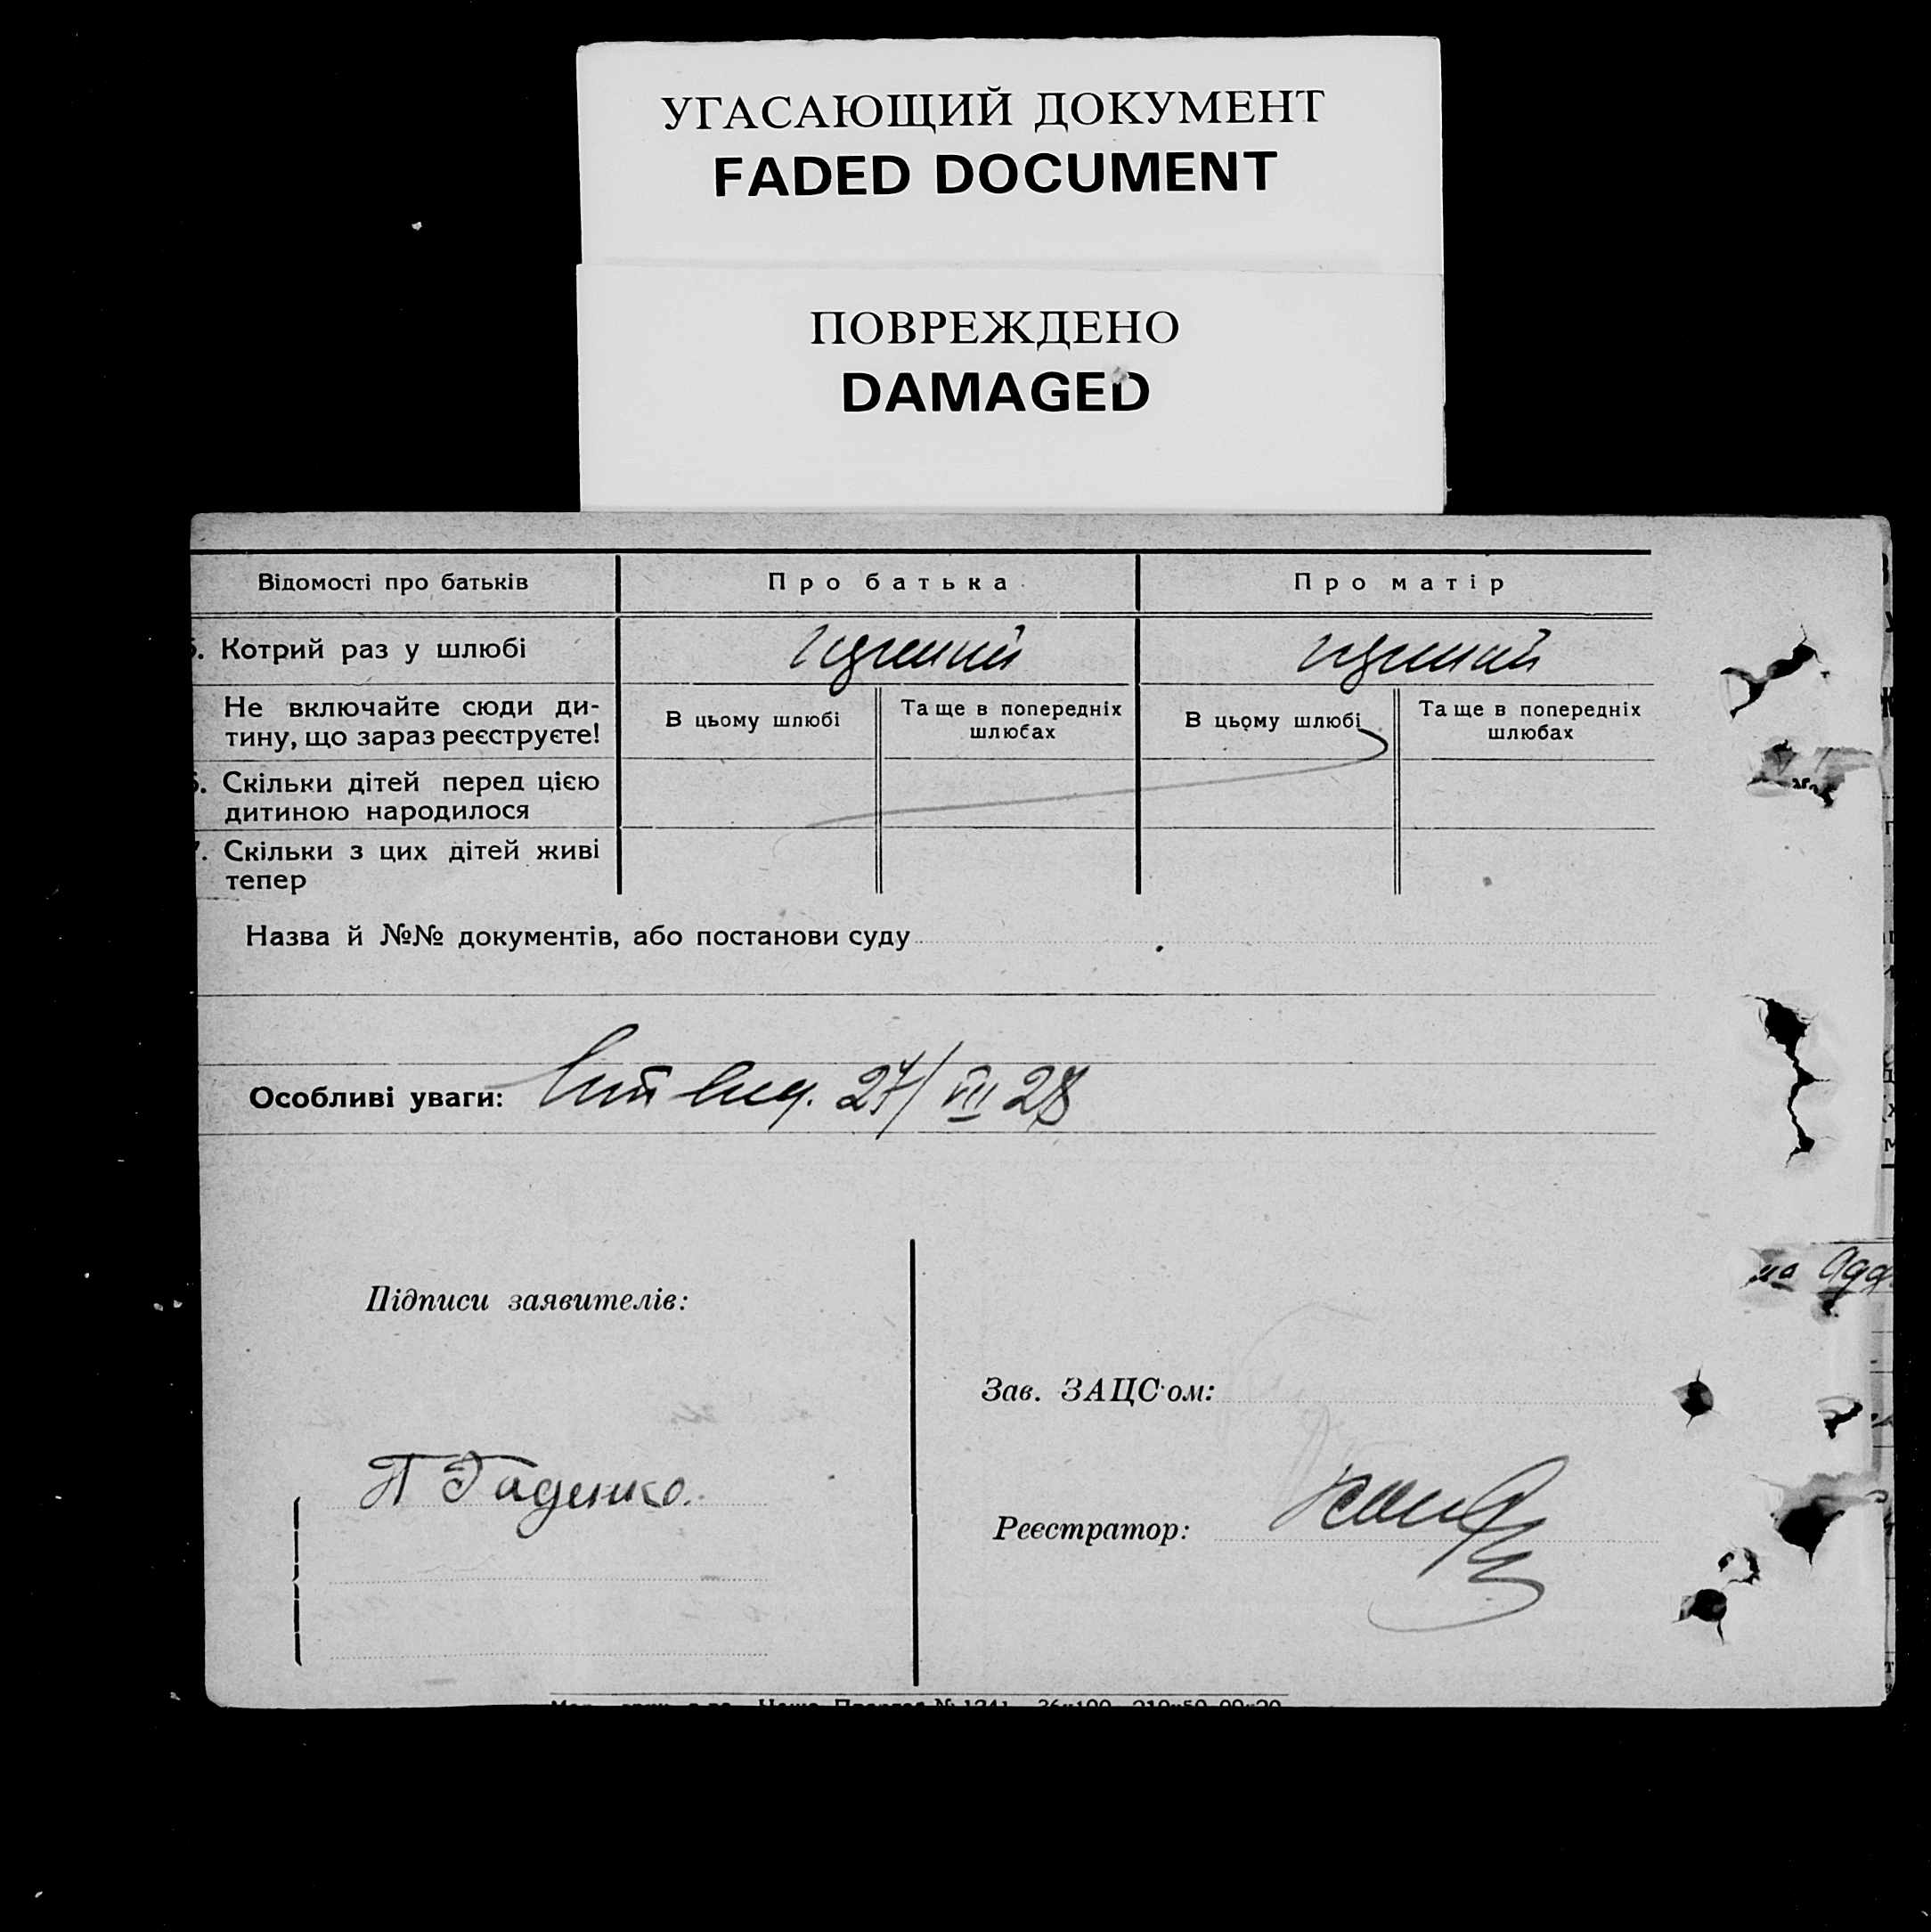 УГАСАЮЩИЙ ДОКУМЕНТ
FADED DOCUMENT
ПОВРЕЖДЕНО
DAMAGED
Відомості про батьків
Про батька
Про матір
Котрий раз у шлюбі
Не включайте сюди ди-
тину, що зараз реєструєте!
В цьому шлюбі
Та ще в попередніх
шлюбах
В цьому шлюбі
Та ще в попередніх
шлюбах
Скільки дітей перед цією
дитиною народилося
Скільки з цих дітей живі
тепер
Назва й №№ документів, або постанови суду
Особливі уваги: 27/VII 28
Підписи заявителів:
Зав. ЗАЦС'ом:
Реєстратор: